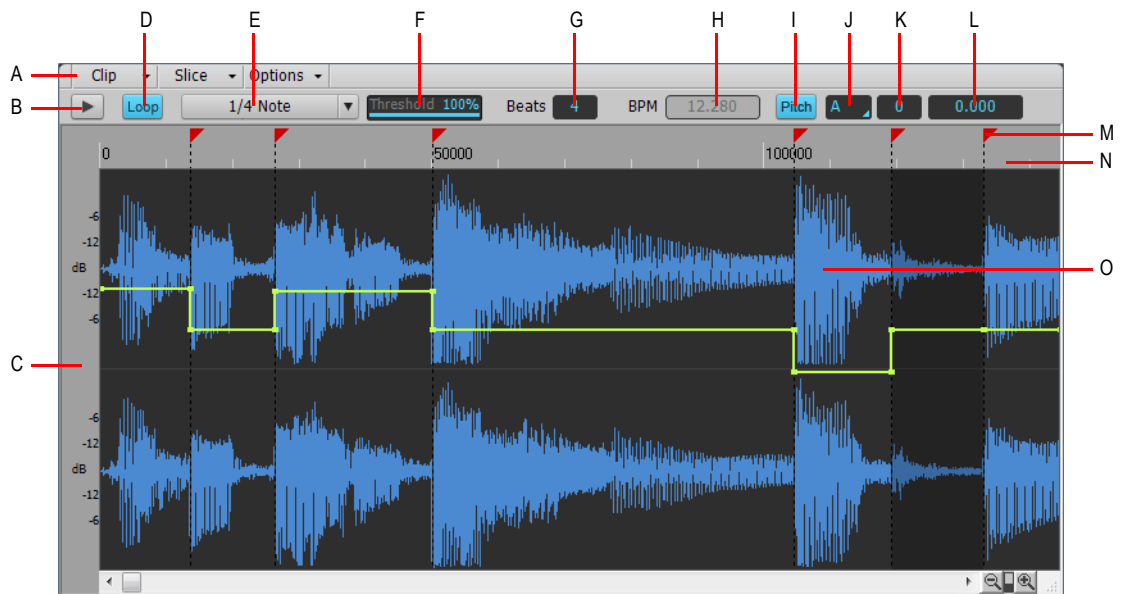 D E F G H I J K L
A Clip Slice Options
B Loop 1/4 Note Threshold 100% Beats 4 BPM 12.280 Pitch A 0 0.000
M
0 50000 100000
N
-6
-12
dB
O
-12
-6
C
-6
-12
dB
-12
-6